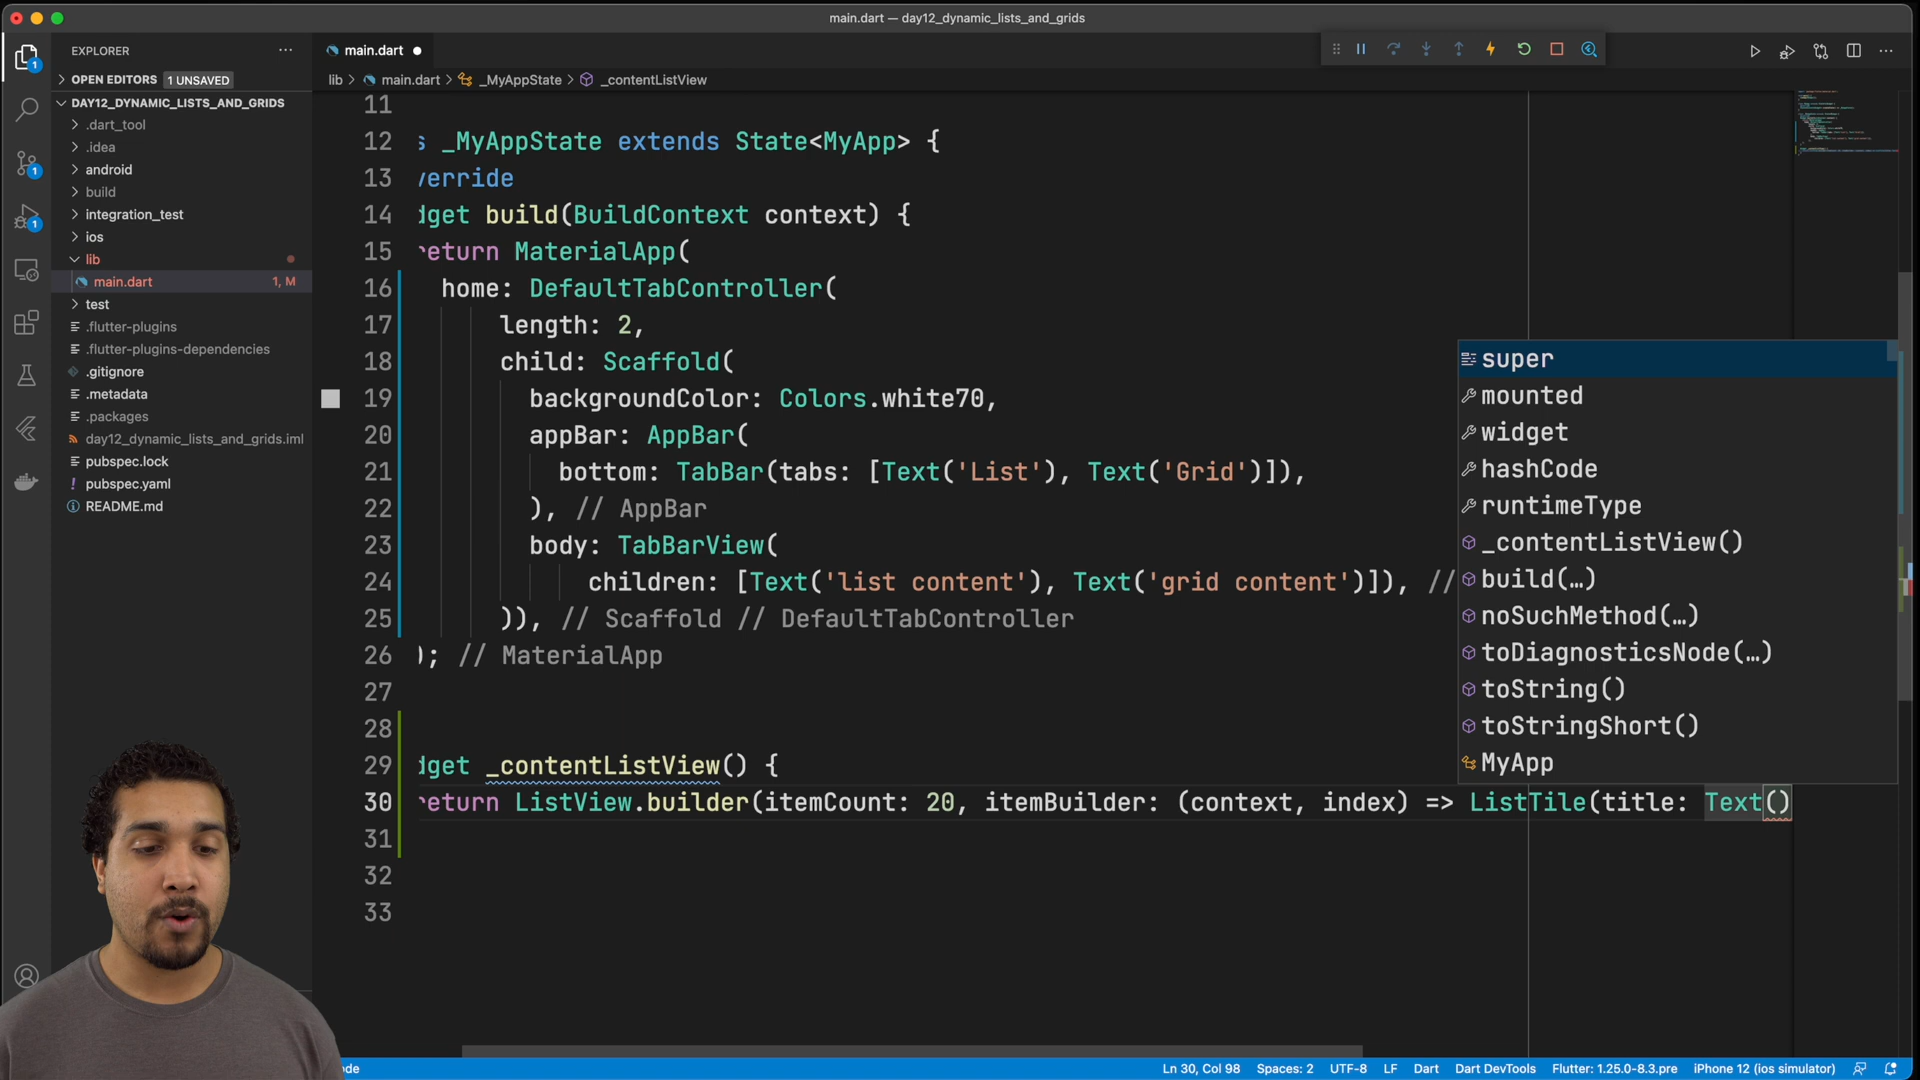 main.dart — day12_dynamic_lists_and_grids
EXPLORER
main.dart
OPEN EDITORS 1 UNSAVED
lib > main.dart > _MyAppState > _contentListView
DAY12_DYNAMIC_LISTS_AND_GRIDS
.dart_tool
.idea
android
build
integration_test
ios
lib
main.dart 1, M
test
.flutter-plugins
.flutter-plugins-dependencies
.gitignore
.metadata
.packages
day12_dynamic_lists_and_grids.iml
pubspec.lock
pubspec.yaml
README.md
1
1
1
11
12 s _MyAppState extends State<MyApp> {
13 verride
14 dget build(BuildContext context) {
15 return MaterialApp(
16 home: DefaultTabController(
17 length: 2,
18 child: Scaffold(
19 backgroundColor: Colors.white70,
20 appBar: AppBar(
21 bottom: TabBar(tabs: [Text('List'), Text('Grid')]),
22 ), // AppBar
23 body: TabBarView(
24 children: [Text('list content'), Text('grid content')]), //
25 )), // Scaffold // DefaultTabController
26 ); // MaterialApp
27
28
29 dget _contentListView() {
30 return ListView.builder(itemCount: 20, itemBuilder: (context, index) => ListTile(title: Text()
31
32
33
super
mounted
widget
hashCode
runtimeType
_contentListView()
build(…)
noSuchMethod(…)
toDiagnosticsNode(…)
toString()
toStringShort()
MyApp
ode Ln 30, Col 98 Spaces: 2 UTF-8 LF Dart Dart DevTools Flutter: 1.25.0-8.3.pre iPhone 12 (ios simulator)